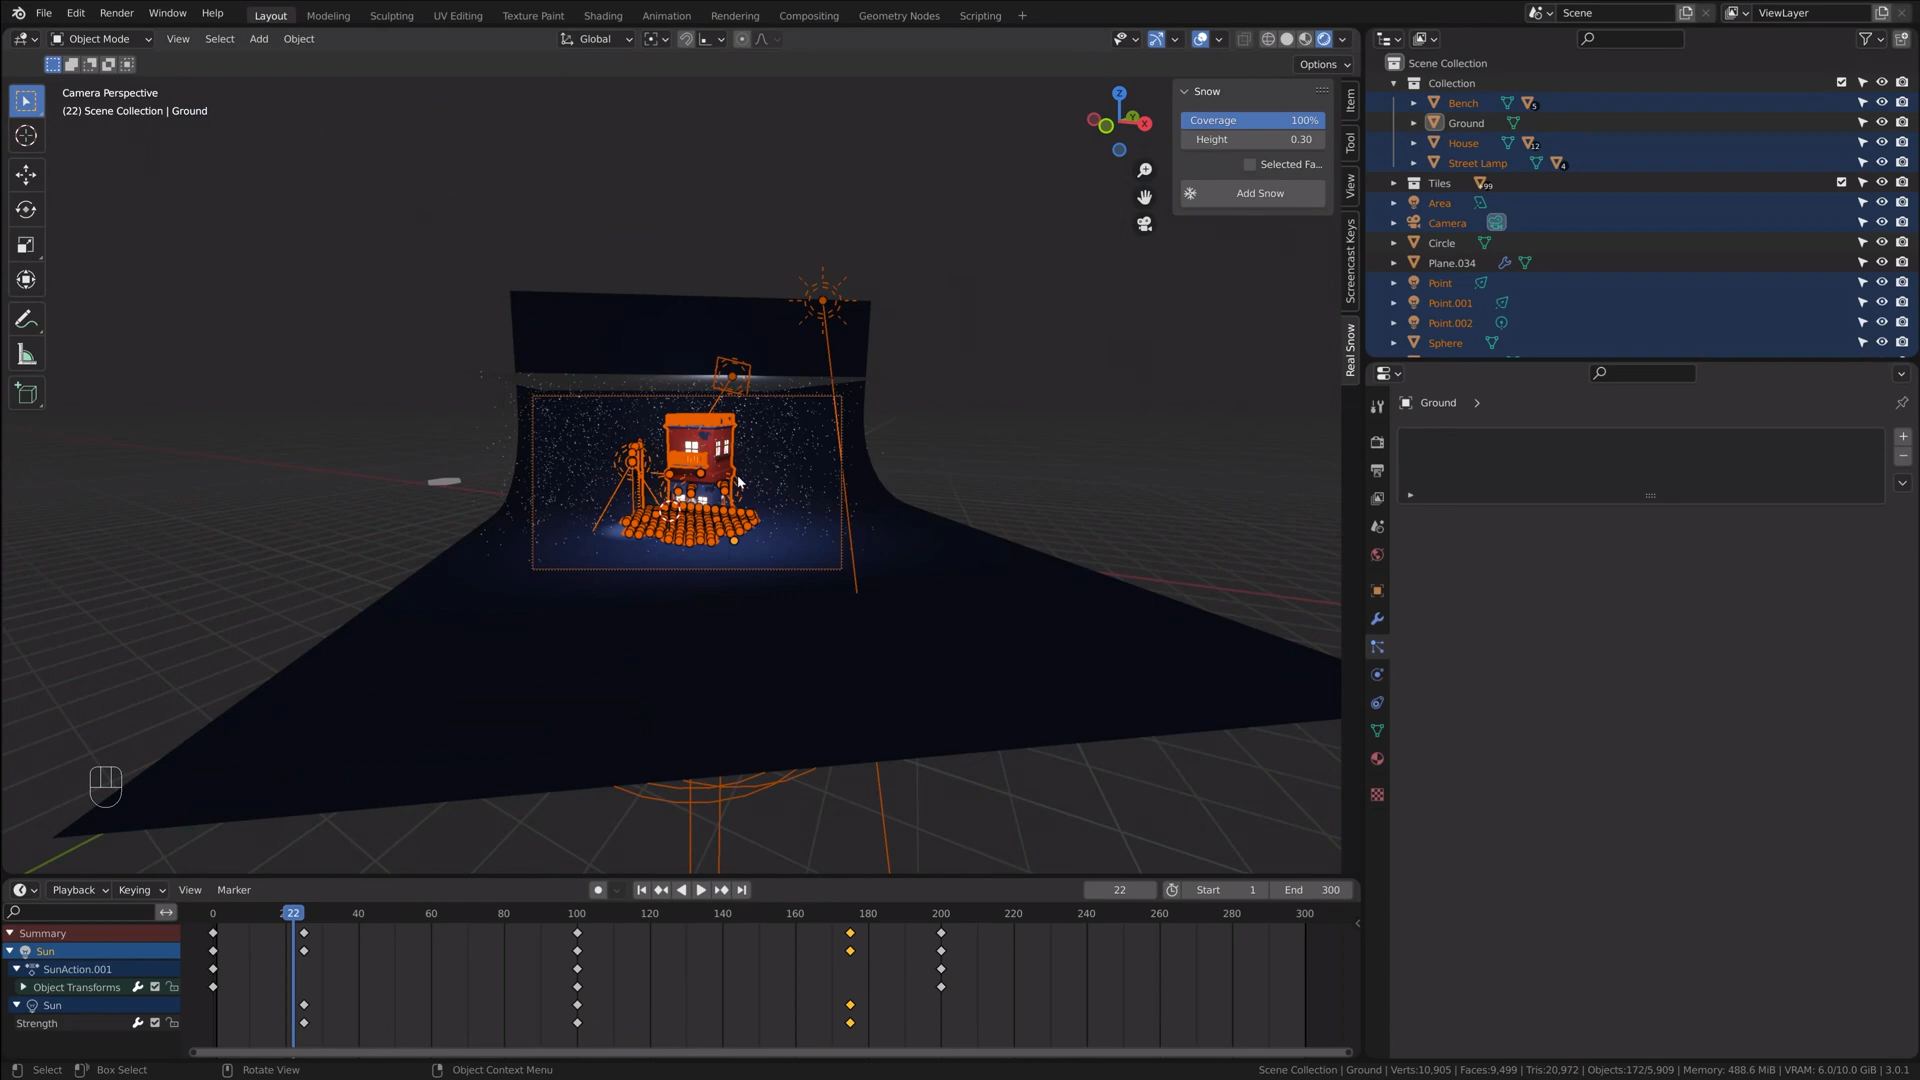 File Edit Render Window Help Layout Modeling Sculpting UV Editing Texture Paint Shading Animation Rendering Compositing Geometry Nodes Scripting + Scene ViewLayer
Object Mode View Select Add Object Global
Options
Camera Perspective
(22) Scene Collection | Ground
Z
Y
X
Snow
Coverage 100%
Height 0.30
Selected Fa...
Add Snow
Item
Tool
View
Screencast Keys
Real Snow
Scene Collection
Collection
Bench 5
Ground
House 12
Street Lamp 4
Tiles 99
Area
Camera
Circle
Plane.034
Point
Point.001
Point.002
Sphere
Ground
Playback Keying View Marker 22 Start 1 End 300
0 22 40 60 80 100 120 140 160 180 200 220 240 260 280 300
Summary
Sun
SunAction.001
Object Transforms
Sun
Strength
Select Box Select Rotate View Object Context Menu Scene Collection | Ground | Verts:10,905 | Faces:9,499 | Tris:20,972 | Objects:172/5,909 | Memory: 488.6 MiB | VRAM: 6.0/10.0 GiB | 3.0.1